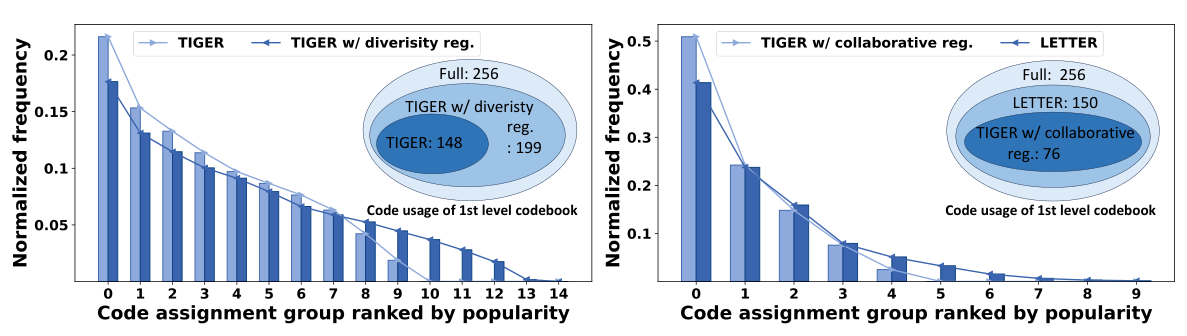 TIGER
TIGER w/ diverisity reg.
Normalized frequency
0.2
0.15
0.1
0.05
Full: 256
TIGER w/ diveristy
reg.
: 199
TIGER: 148
Code usage of 1st level codebook
0 1 2 3 4 5 6 7 8 9 10 11 12 13 14
Code assignment group ranked by popularity
TIGER w/ collaborative reg.
LETTER
Normalized frequency
0.5
0.4
0.3
0.2
0.1
Full: 256
LETTER: 150
TIGER w/ collaborative
reg.: 76
Code usage of 1st level codebook
0 1 2 3 4 5 6 7 8 9
Code assignment group ranked by popularity